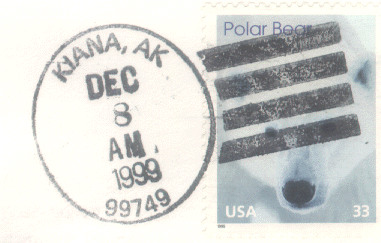 KIANA, AK
DEC
8
AM
1999
99749
Polar Bear
USA 33